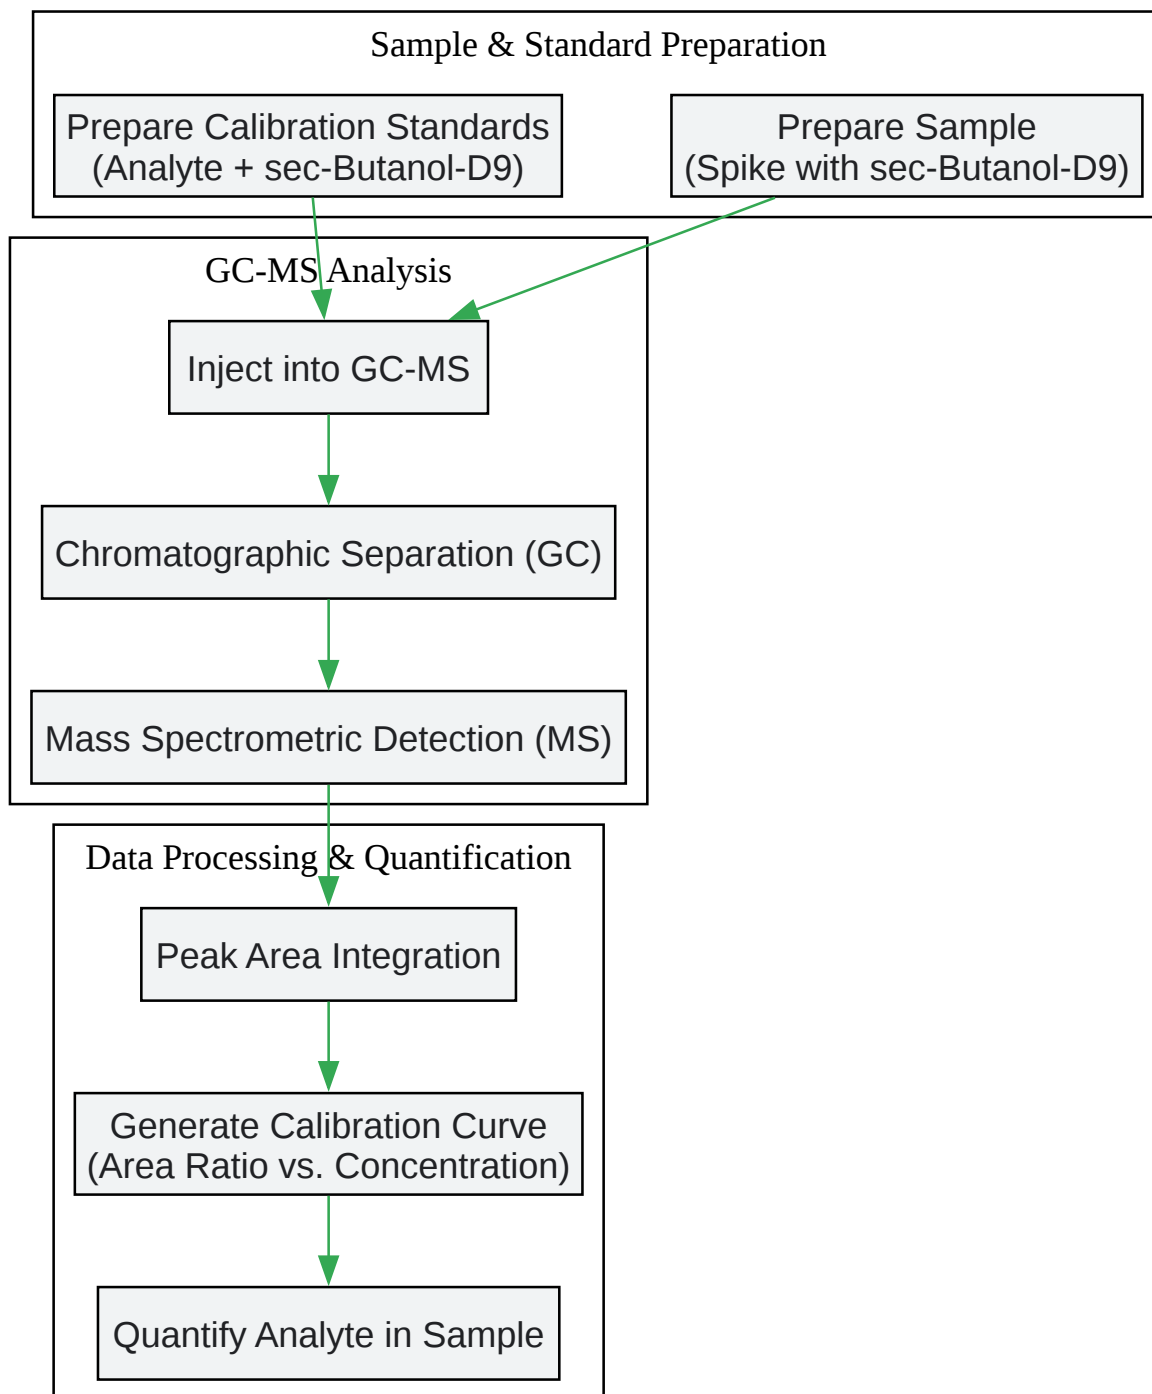 Sample & Standard Preparation
Prepare Calibration Standards
(Analyte + sec-Butanol-D9)
Prepare Sample
(Spike with sec-Butanol-D9)
GC-MS Analysis
Inject into GC-MS
Chromatographic Separation (GC)
Mass Spectrometric Detection (MS)
Data Processing & Quantification
Peak Area Integration
Generate Calibration Curve
(Area Ratio vs. Concentration)
Quantify Analyte in Sample